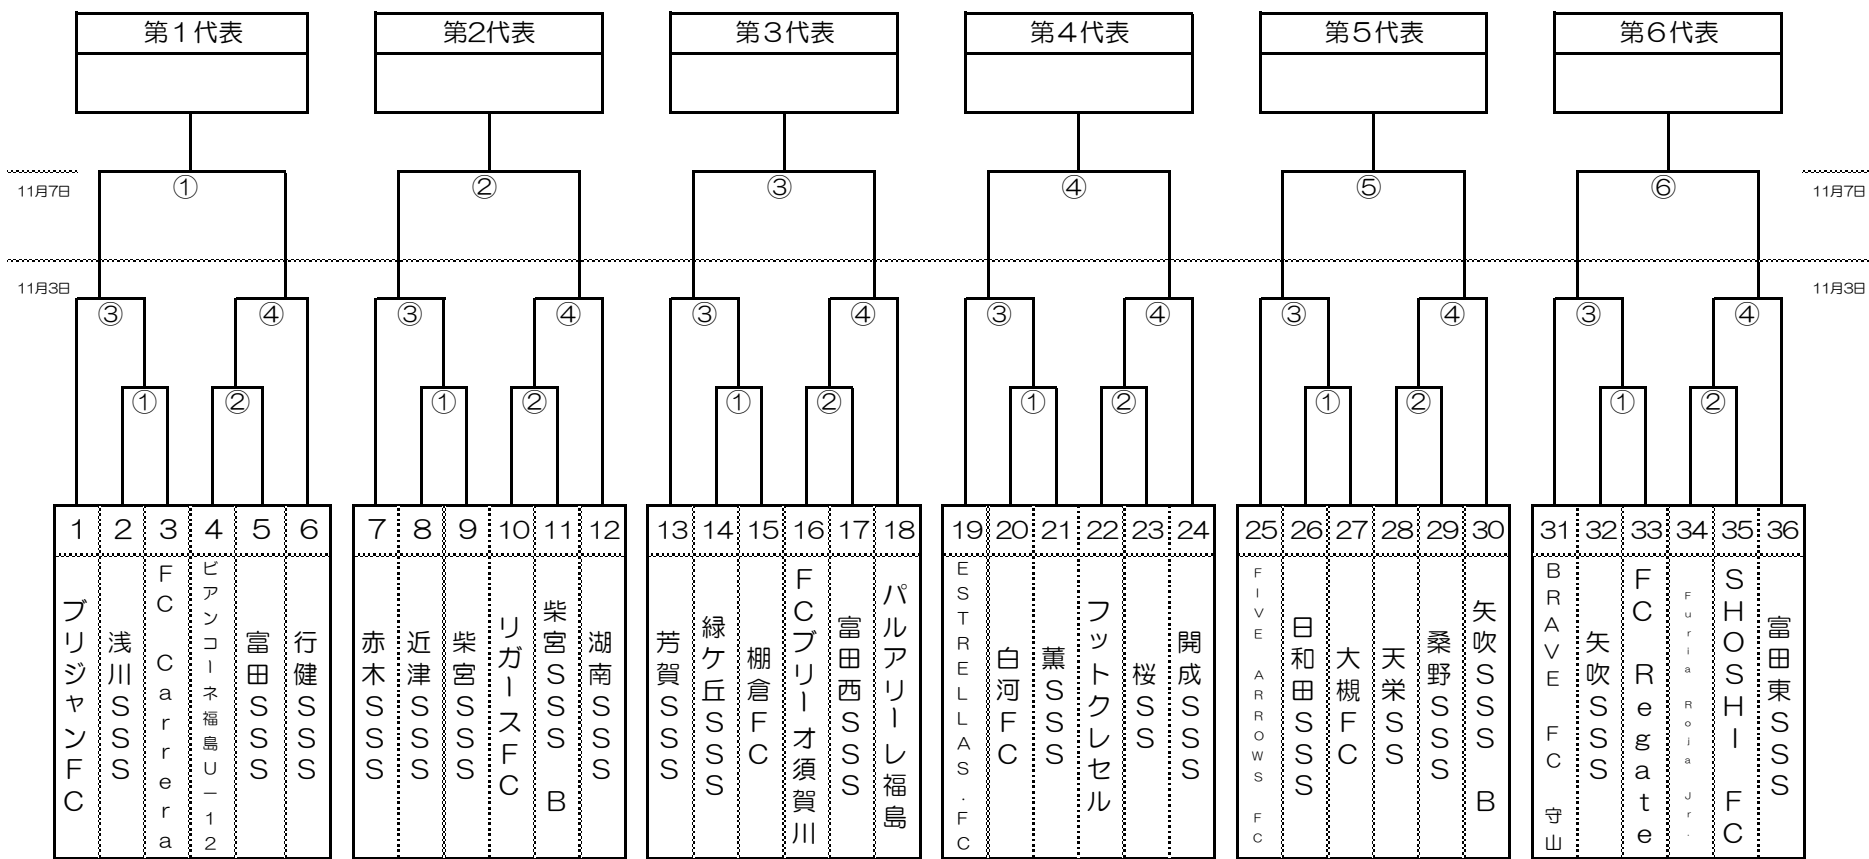 第1代表 第2代表 第3代表 第4代表 第5代表 第6代表
① ② ③ ④ ⑤ ⑥
11月7日 11月7日
11月3日 11月3日
③ ④ ③ ④ ③ ④ ③ ④ ③ ④ ③ ④
① ② ① ② ① ② ① ② ① ② ① ②
1 2 3 4 5 6 7 8 9 10 11 12 13 14 15 16 17 18 19 20 21 22 23 24 25 26 27 28 29 30 31 32 33 34 35 36
ブリジャンFC
浅川SSS
FC Carrera
ビアンコーネ福島U-12
富田SSS
行健SSS
赤木SSS
近津SSS
柴宮SSS
リガースFC
柴宮SSS B
湖南SSS
芳賀SSS
緑ケ丘SSS
棚倉FC
FCブリーオ須賀川
富田西SSS
パルアリーレ福島
ESTRELLAS.FC
白河FC
薫SSS
フットクレセル
桜SS
開成SSS
FIVE ARROWS FC
日和田SSS
大槻FC
天栄SS
桑野SSS
矢吹SSS B
BRAVE FC 守山
矢吹SSS
FC Regate
Furia Roja Jr.
SHOSHI FC
富田東SSS